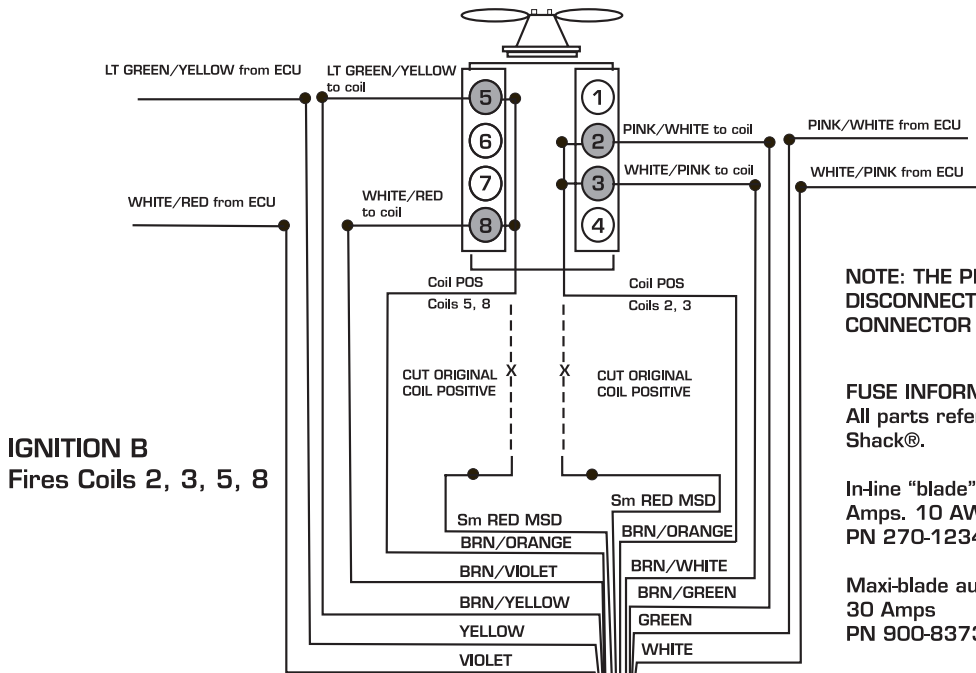 LT GREEN/YELLOW from ECU
LT GREEN/YELLOW
to coil
5
6
7
8
1
2
3
4
PINK/WHITE to coil
PINK/WHITE from ECU
WHITE/PINK to coil
WHITE/PINK from ECU
WHITE/RED from ECU
WHITE/RED
to coil
Coil POS
Coils 5, 8
Coil POS
Coils 2, 3
CUT ORIGINAL
COIL POSITIVE
X
X
CUT ORIGINAL
COIL POSITIVE
IGNITION B
Fires Coils 2, 3, 5, 8
Sm RED MSD
BRN/ORANGE
BRN/VIOLET
BRN/YELLOW
YELLOW
VIOLET
Sm RED MSD
BRN/ORANGE
BRN/WHITE
BRN/GREEN
GREEN
WHITE
NOTE: THE
DISCONNECT
CONNECTOR
FUSE
All parts
Shack®.
In-line “blade”
Amps. 10
PN 270-1234
Maxi-blade
30 Amps
PN